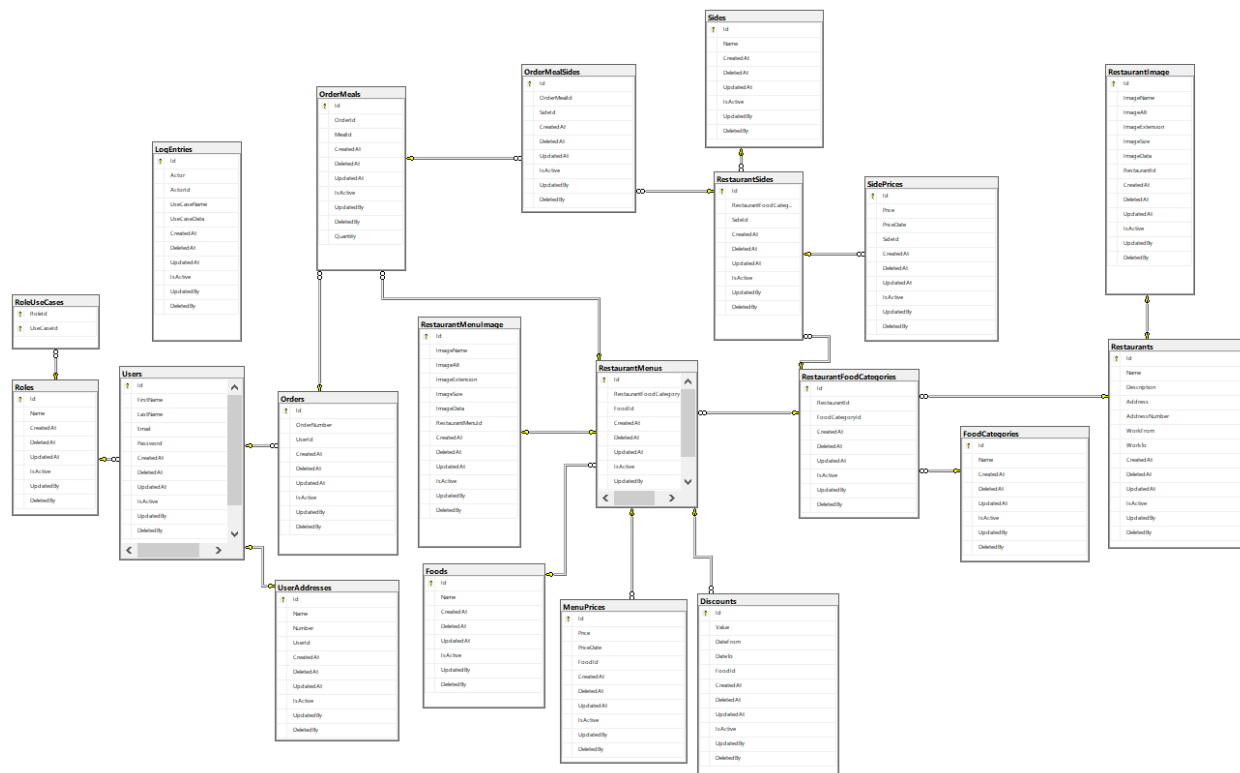 Sides
Id
Name
CreatedAt
DeletedAt
UpdatedAt
IsActive
UpdatedBy
DeletedBy
OrderMealSides
Id
OrderMealId
SideId
CreatedAt
DeletedAt
UpdatedAt
IsActive
UpdatedBy
DeletedBy
RestaurantImage
Id
ImageName
ImageAlt
ImageExtension
ImageSize
ImageData
RestaurantId
CreatedAt
DeletedAt
UpdatedAt
IsActive
UpdatedBy
DeletedBy
OrderMeals
Id
OrderId
MealId
CreatedAt
DeletedAt
UpdatedAt
IsActive
UpdatedBy
DeletedBy
Quantity
LogEntries
Id
Actor
ActorId
UseCaseName
UseCaseData
CreatedAt
DeletedAt
UpdatedAt
IsActive
UpdatedBy
DeletedBy
RestaurantSides
Id
RestaurantFoodCateg...
SideId
CreatedAt
DeletedAt
UpdatedAt
IsActive
UpdatedBy
DeletedBy
SidePrices
Id
Price
PriceDate
SideId
CreatedAt
DeletedAt
UpdatedAt
IsActive
UpdatedBy
DeletedBy
RoleUseCases
RoleId
UseCaseId
RestaurantMenuImage
Id
ImageName
ImageAlt
ImageExtension
ImageSize
ImageData
RestaurantMenuId
CreatedAt
DeletedAt
UpdatedAt
IsActive
UpdatedBy
DeletedBy
Restaurants
Id
Name
Description
Address
AddressNumber
WorkFrom
WorkTo
CreatedAt
DeletedAt
UpdatedAt
IsActive
UpdatedBy
DeletedBy
RestaurantMenus
Id
RestaurantFoodCategory
FoodId
CreatedAt
DeletedAt
UpdatedAt
IsActive
UpdatedBy
Users
Id
FirstName
LastName
Email
Password
CreatedAt
DeletedAt
UpdatedAt
IsActive
UpdatedBy
DeletedBy
RestaurantFoodCategories
Id
RestaurantId
FoodCategoryId
CreatedAt
DeletedAt
UpdatedAt
IsActive
UpdatedBy
DeletedBy
Roles
Id
Name
CreatedAt
DeletedAt
UpdatedAt
IsActive
UpdatedBy
DeletedBy
Orders
Id
OrderNumber
UserId
CreatedAt
DeletedAt
UpdatedAt
IsActive
UpdatedBy
DeletedBy
FoodCategories
Id
Name
CreatedAt
DeletedAt
UpdatedAt
IsActive
UpdatedBy
DeletedBy
Foods
Id
Name
CreatedAt
DeletedAt
UpdatedAt
IsActive
UpdatedBy
DeletedBy
UserAddresses
Id
Name
Number
UserId
CreatedAt
DeletedAt
UpdatedAt
IsActive
UpdatedBy
DeletedBy
MenuPrices
Id
Price
PriceDate
FoodId
CreatedAt
DeletedAt
UpdatedAt
IsActive
UpdatedBy
DeletedBy
Discounts
Id
Value
DateFrom
DateTo
FoodId
CreatedAt
DeletedAt
UpdatedAt
IsActive
UpdatedBy
DeletedBy